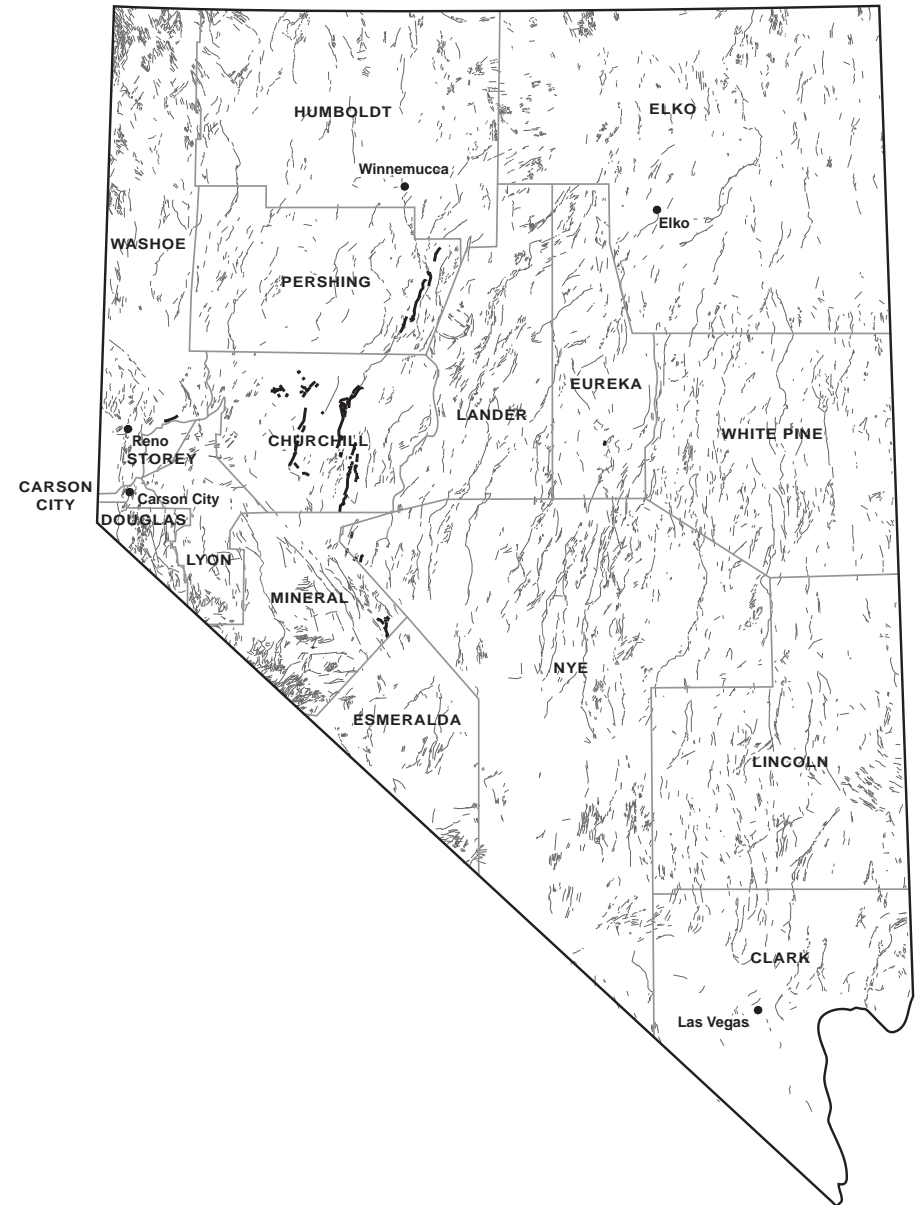 HUMBOLDT
ELKO
Winnemucca
Elko
WASHOE
PERSHING
EUREKA
LANDER
WHITE PINE
CHURCHILL
Reno
STOREY
CARSON
CITY
Carson City
DOUGLAS
LYON
MINERAL
NYE
ESMERALDA
LINCOLN
CLARK
Las Vegas